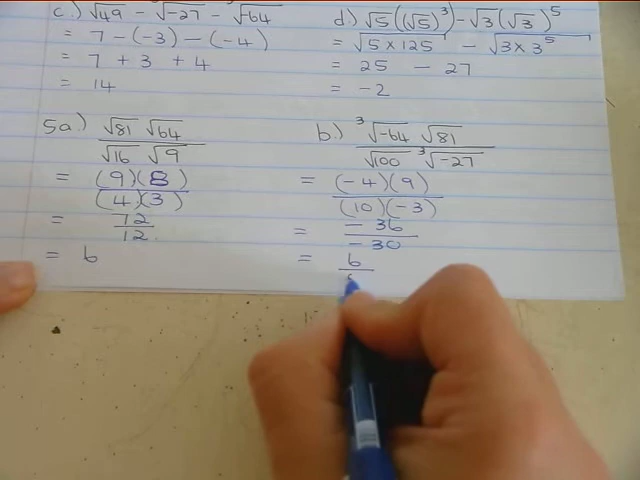 c.) √49 - ∛-27 - ∛-64
= 7 - (-3) - (-4)
= 7 + 3 + 4
= 14
d) √5((√5)³) - √3(√3)⁵
= √5 × 125 - √3 × 3⁵
= 25 - 27
= -2
5a) √81 √64 / √16 √9
= (9)(8) / (4)(3)
= 72 / 12
= 6
b) ∛-64 √81 / √100 ∛-27
= (-4)(9) / (10)(-3)
= -36 / -30
= 6 /